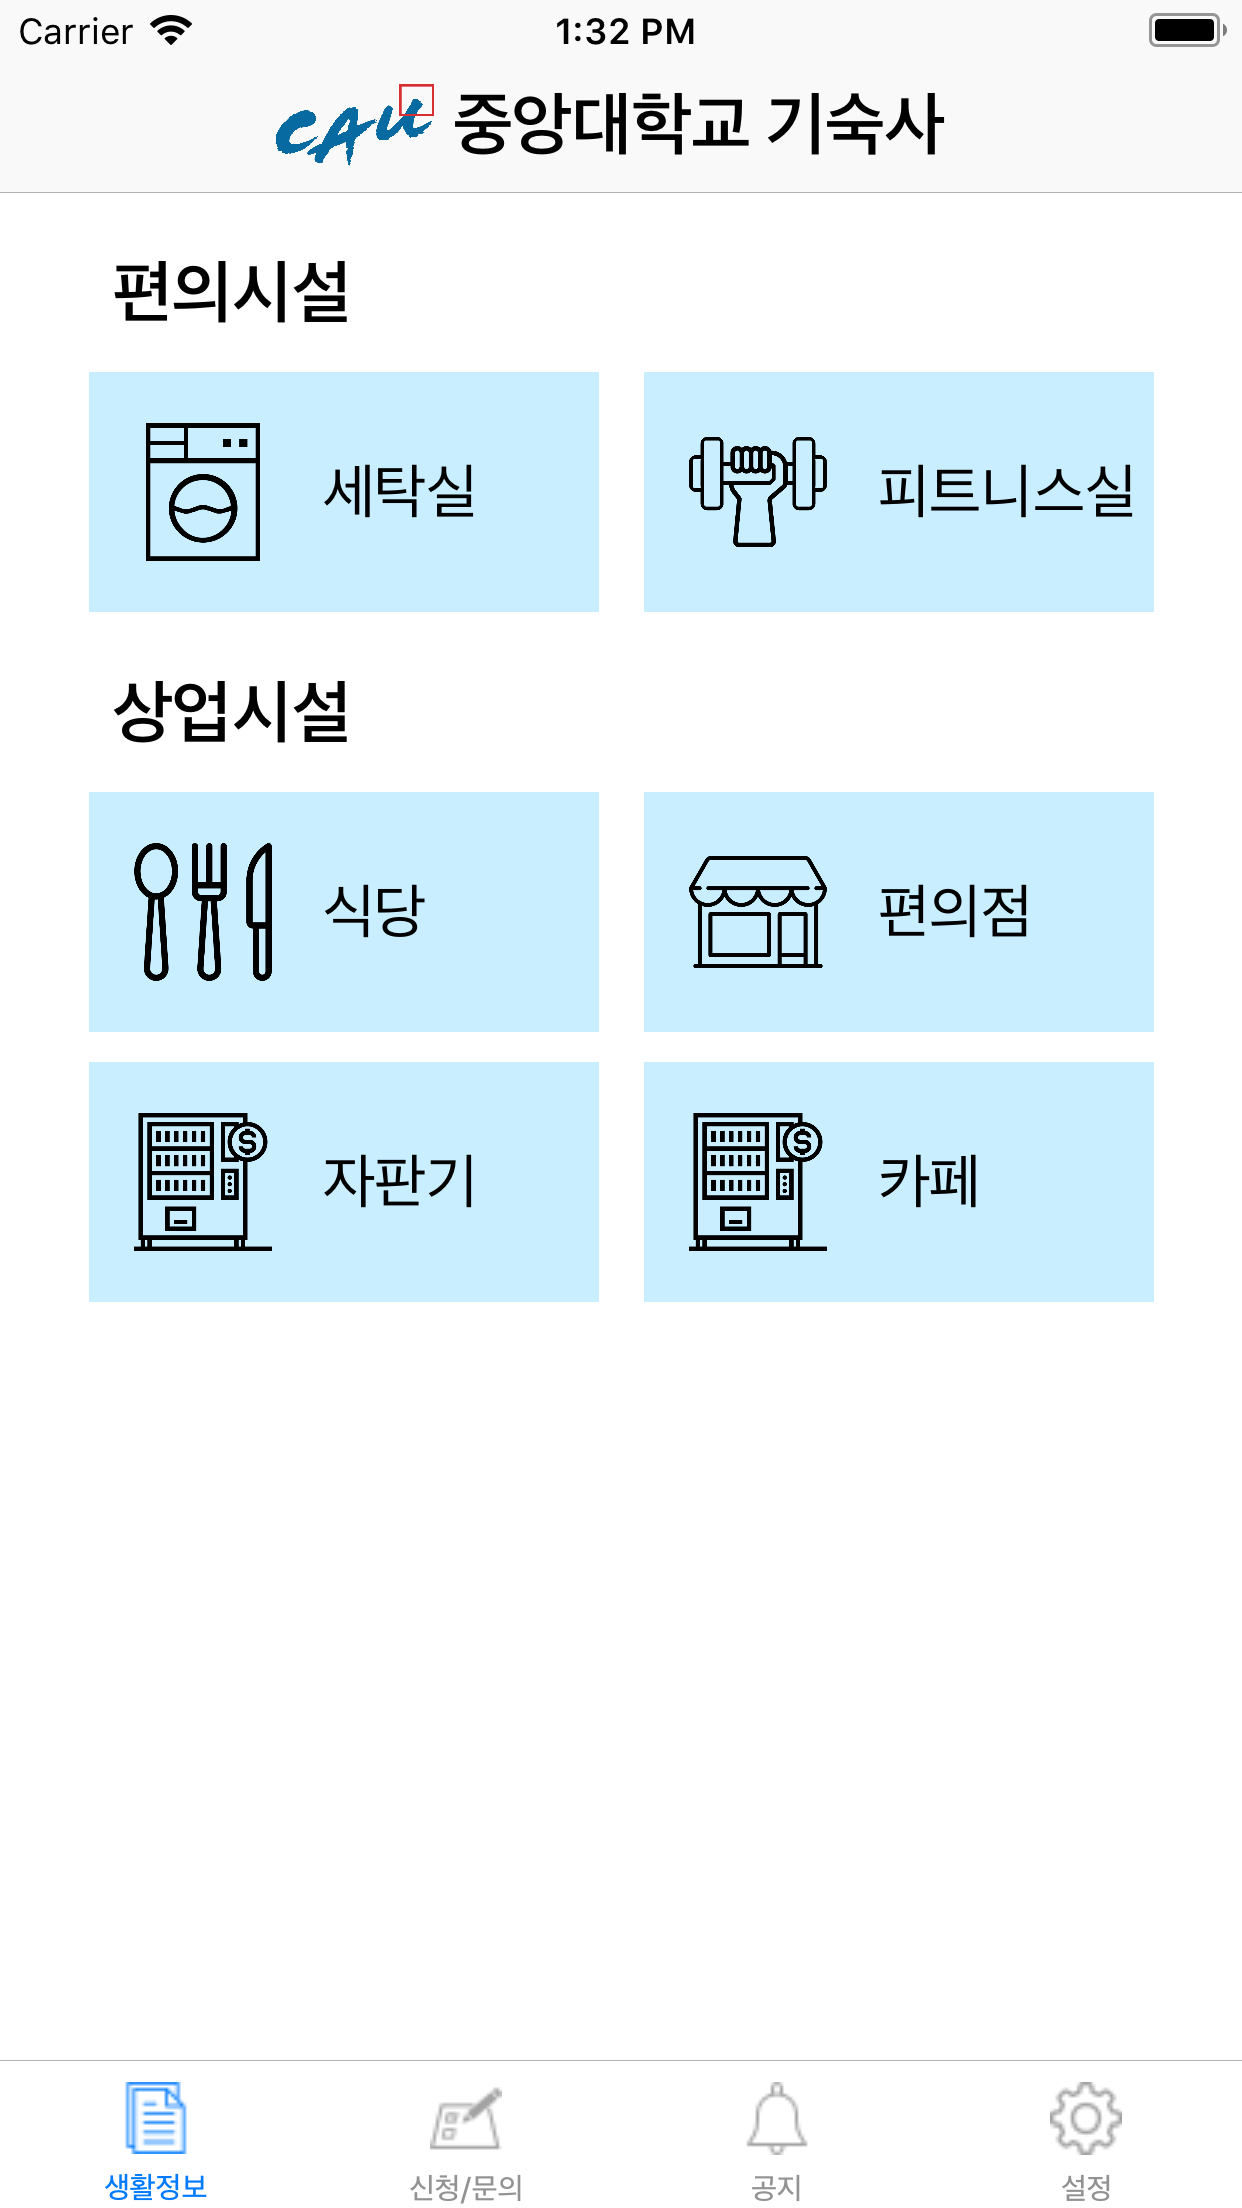 Carrier 1:32 PM
CAU 중앙대학교 기숙사
편의시설
세탁실 피트니스실
상업시설
식당 편의점
자판기 카페
생활정보 신청/문의 공지 설정